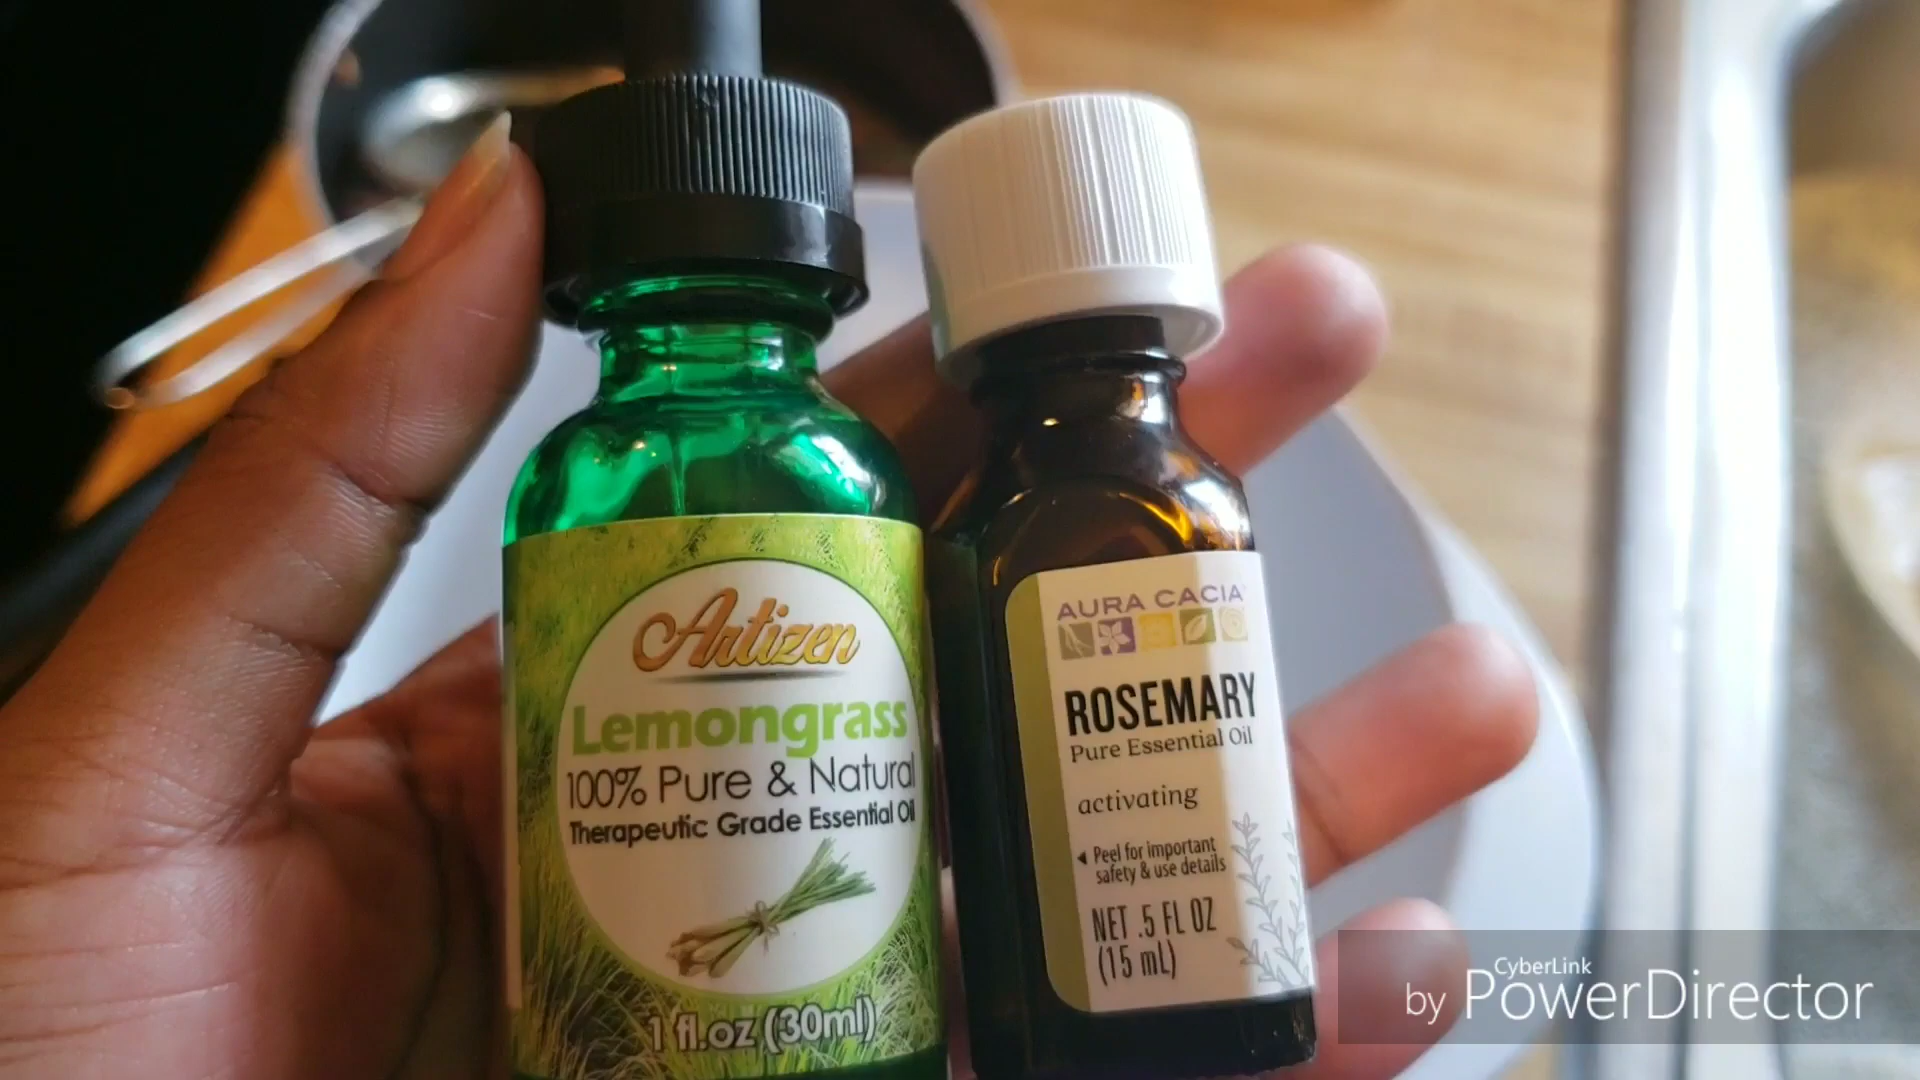 Artizen
Lemongrass
100% Pure & Natural
Therapeutic Grade Essential Oil
1 fl.oz (30ml)
AURA CACIA
ROSEMARY
Pure Essential Oil
activating
Peel for important
safety & use details
NET .5 FL OZ
(15 mL)
by CyberLink
PowerDirector